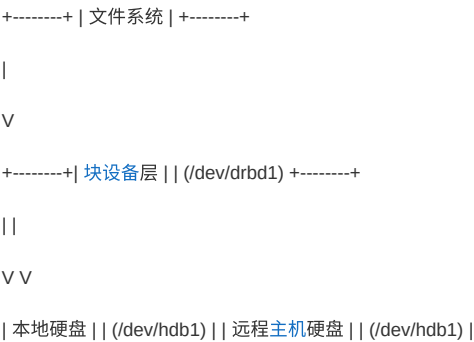 +--------+ | 文件系统 | +--------+
|
V
+--------+| 块设备层 | | (/dev/drbd1) +--------+
| |
V V
| 本地硬盘 | | (/dev/hdb1) | | 远程主机硬盘 | | (/dev/hdb1) |